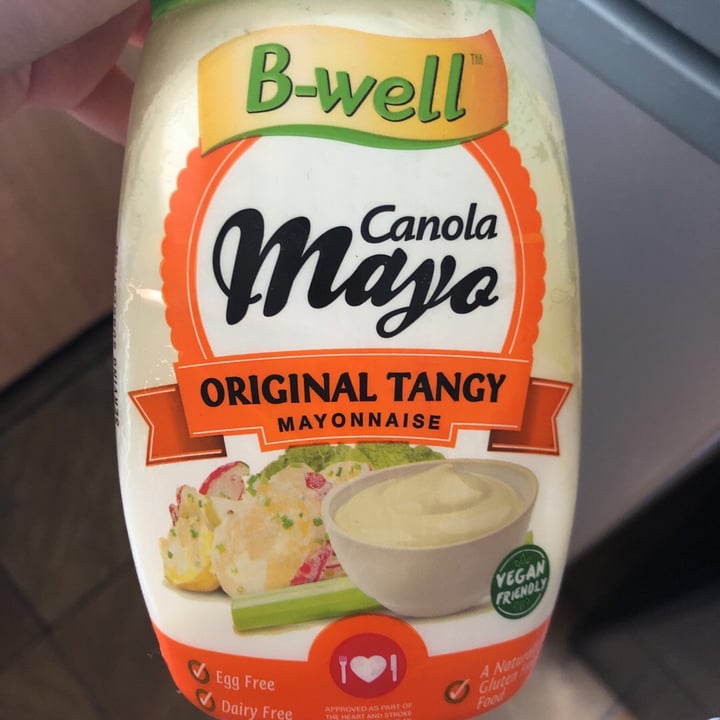 B-well™
Canola
Mayo
ORIGINAL TANGY
MAYONNAISE
VEGAN
FRIENDLY
Egg Free
Dairy Free
APPROVED AS PART OF
THE HEART AND STROKE
A Natural
Gluten
Food